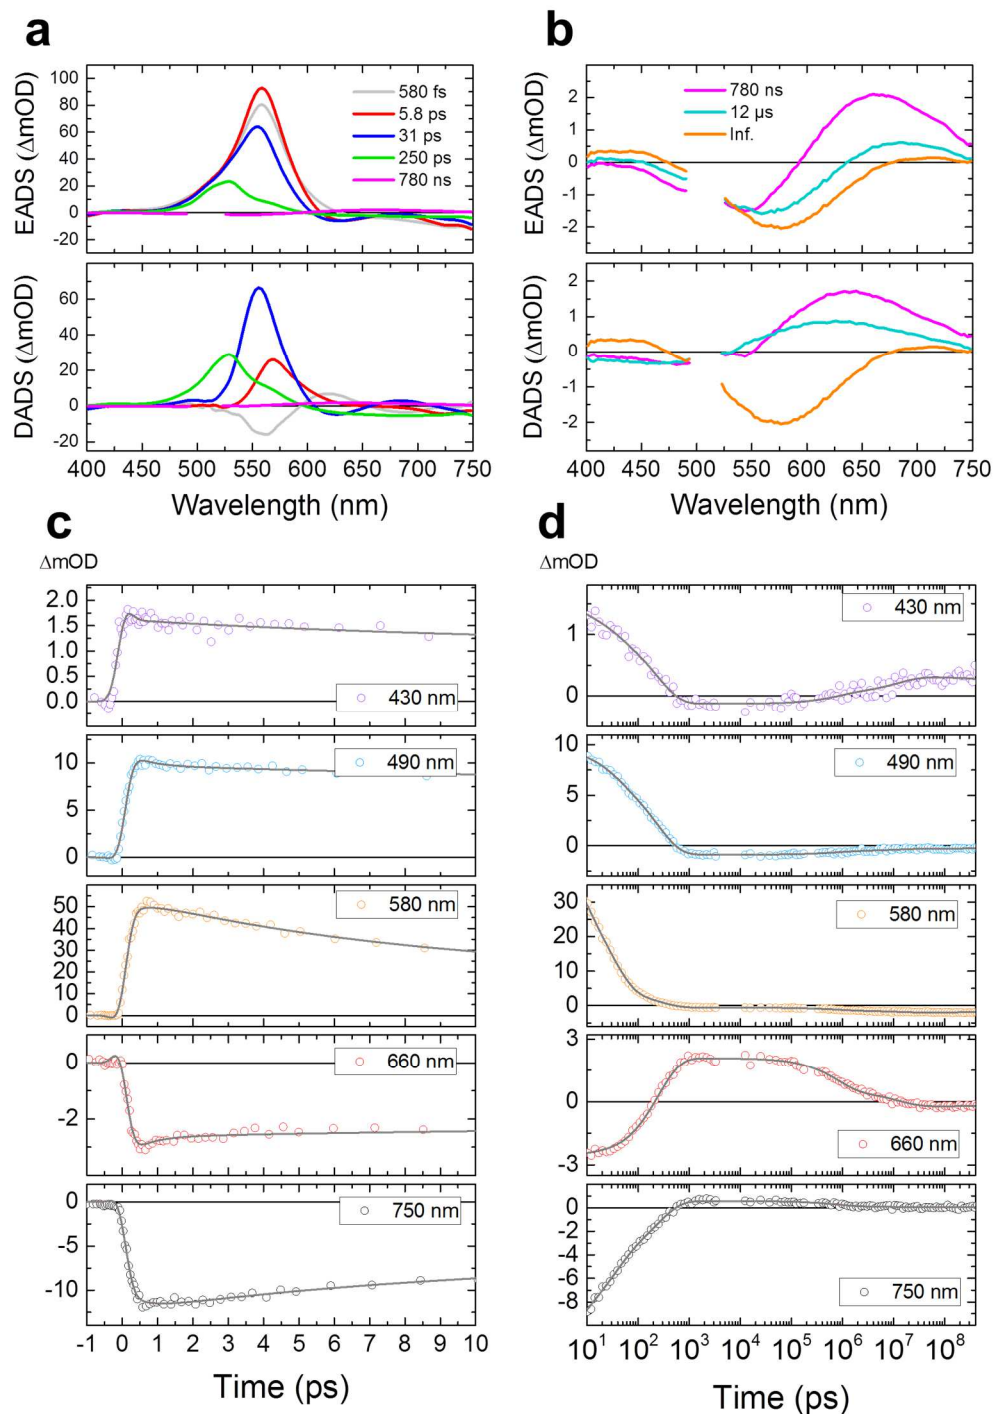 a
b
EADS (ΔmOD)
100
80
60
40
20
0
-20
580 fs
5.8 ps
31 ps
250 ps
780 ns
EADS (ΔmOD)
2
1
0
-1
-2
780 ns
12 µs
Inf.
DADS (ΔmOD)
60
40
20
0
-20
400 450 500 550 600 650 700 750
Wavelength (nm)
DADS (ΔmOD)
2
1
0
-1
-2
400 450 500 550 600 650 700 750
Wavelength (nm)
c
d
ΔmOD
2.0
1.5
1.0
0.5
0.0
430 nm
10
5
0
490 nm
50
40
30
20
10
0
580 nm
0
-2
660 nm
0
-5
-10
750 nm
-1 0 1 2 3 4 5 6 7 8 9 10
Time (ps)
ΔmOD
1
0
430 nm
10
5
0
490 nm
30
20
10
0
580 nm
3
0
-3
660 nm
0
-2
-4
-6
-8
750 nm
10¹ 10² 10³ 10⁴ 10⁵ 10⁶ 10⁷ 10⁸
Time (ps)